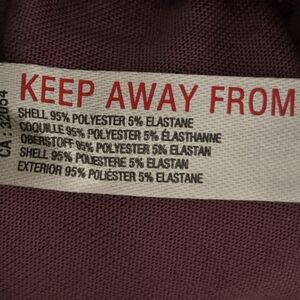 KEEP AWAY FROM
SHELL 95% POLYESTER 5% ELASTANE
COQUILLE 95% POLYESTER 5% ÉLASTHANNE
OBERSTOFF 95% POLYESTER 5% ELASTAN
SHELL 95% POLIESTERE 5% ELASTAN
EXTERIOR 95% POLIÉSTER 5% ELASTANE
CA : 32064